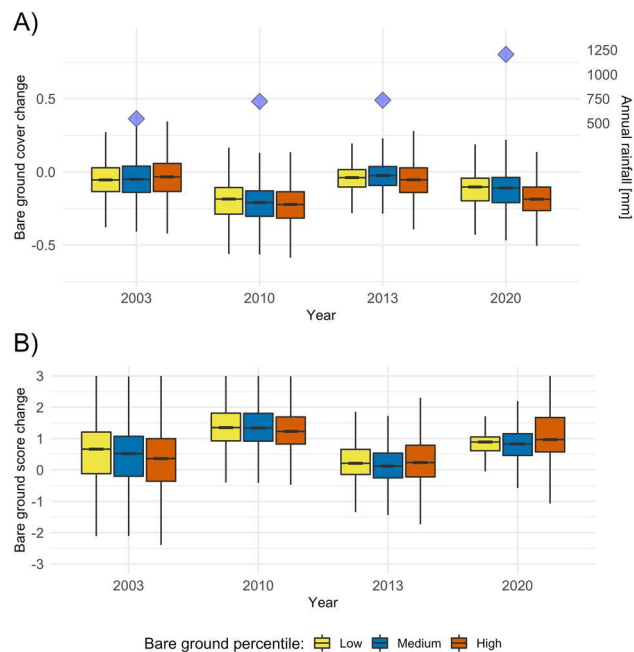 A)
Bare ground cover change
0.5
0.0
-0.5
1250
1000
750
500
Annual rainfall [mm]
2003 2010 2013 2020
Year
B)
Bare ground score change
3
2
1
0
-1
-2
-3
2003 2010 2013 2020
Year
Bare ground percentile: Low Medium High